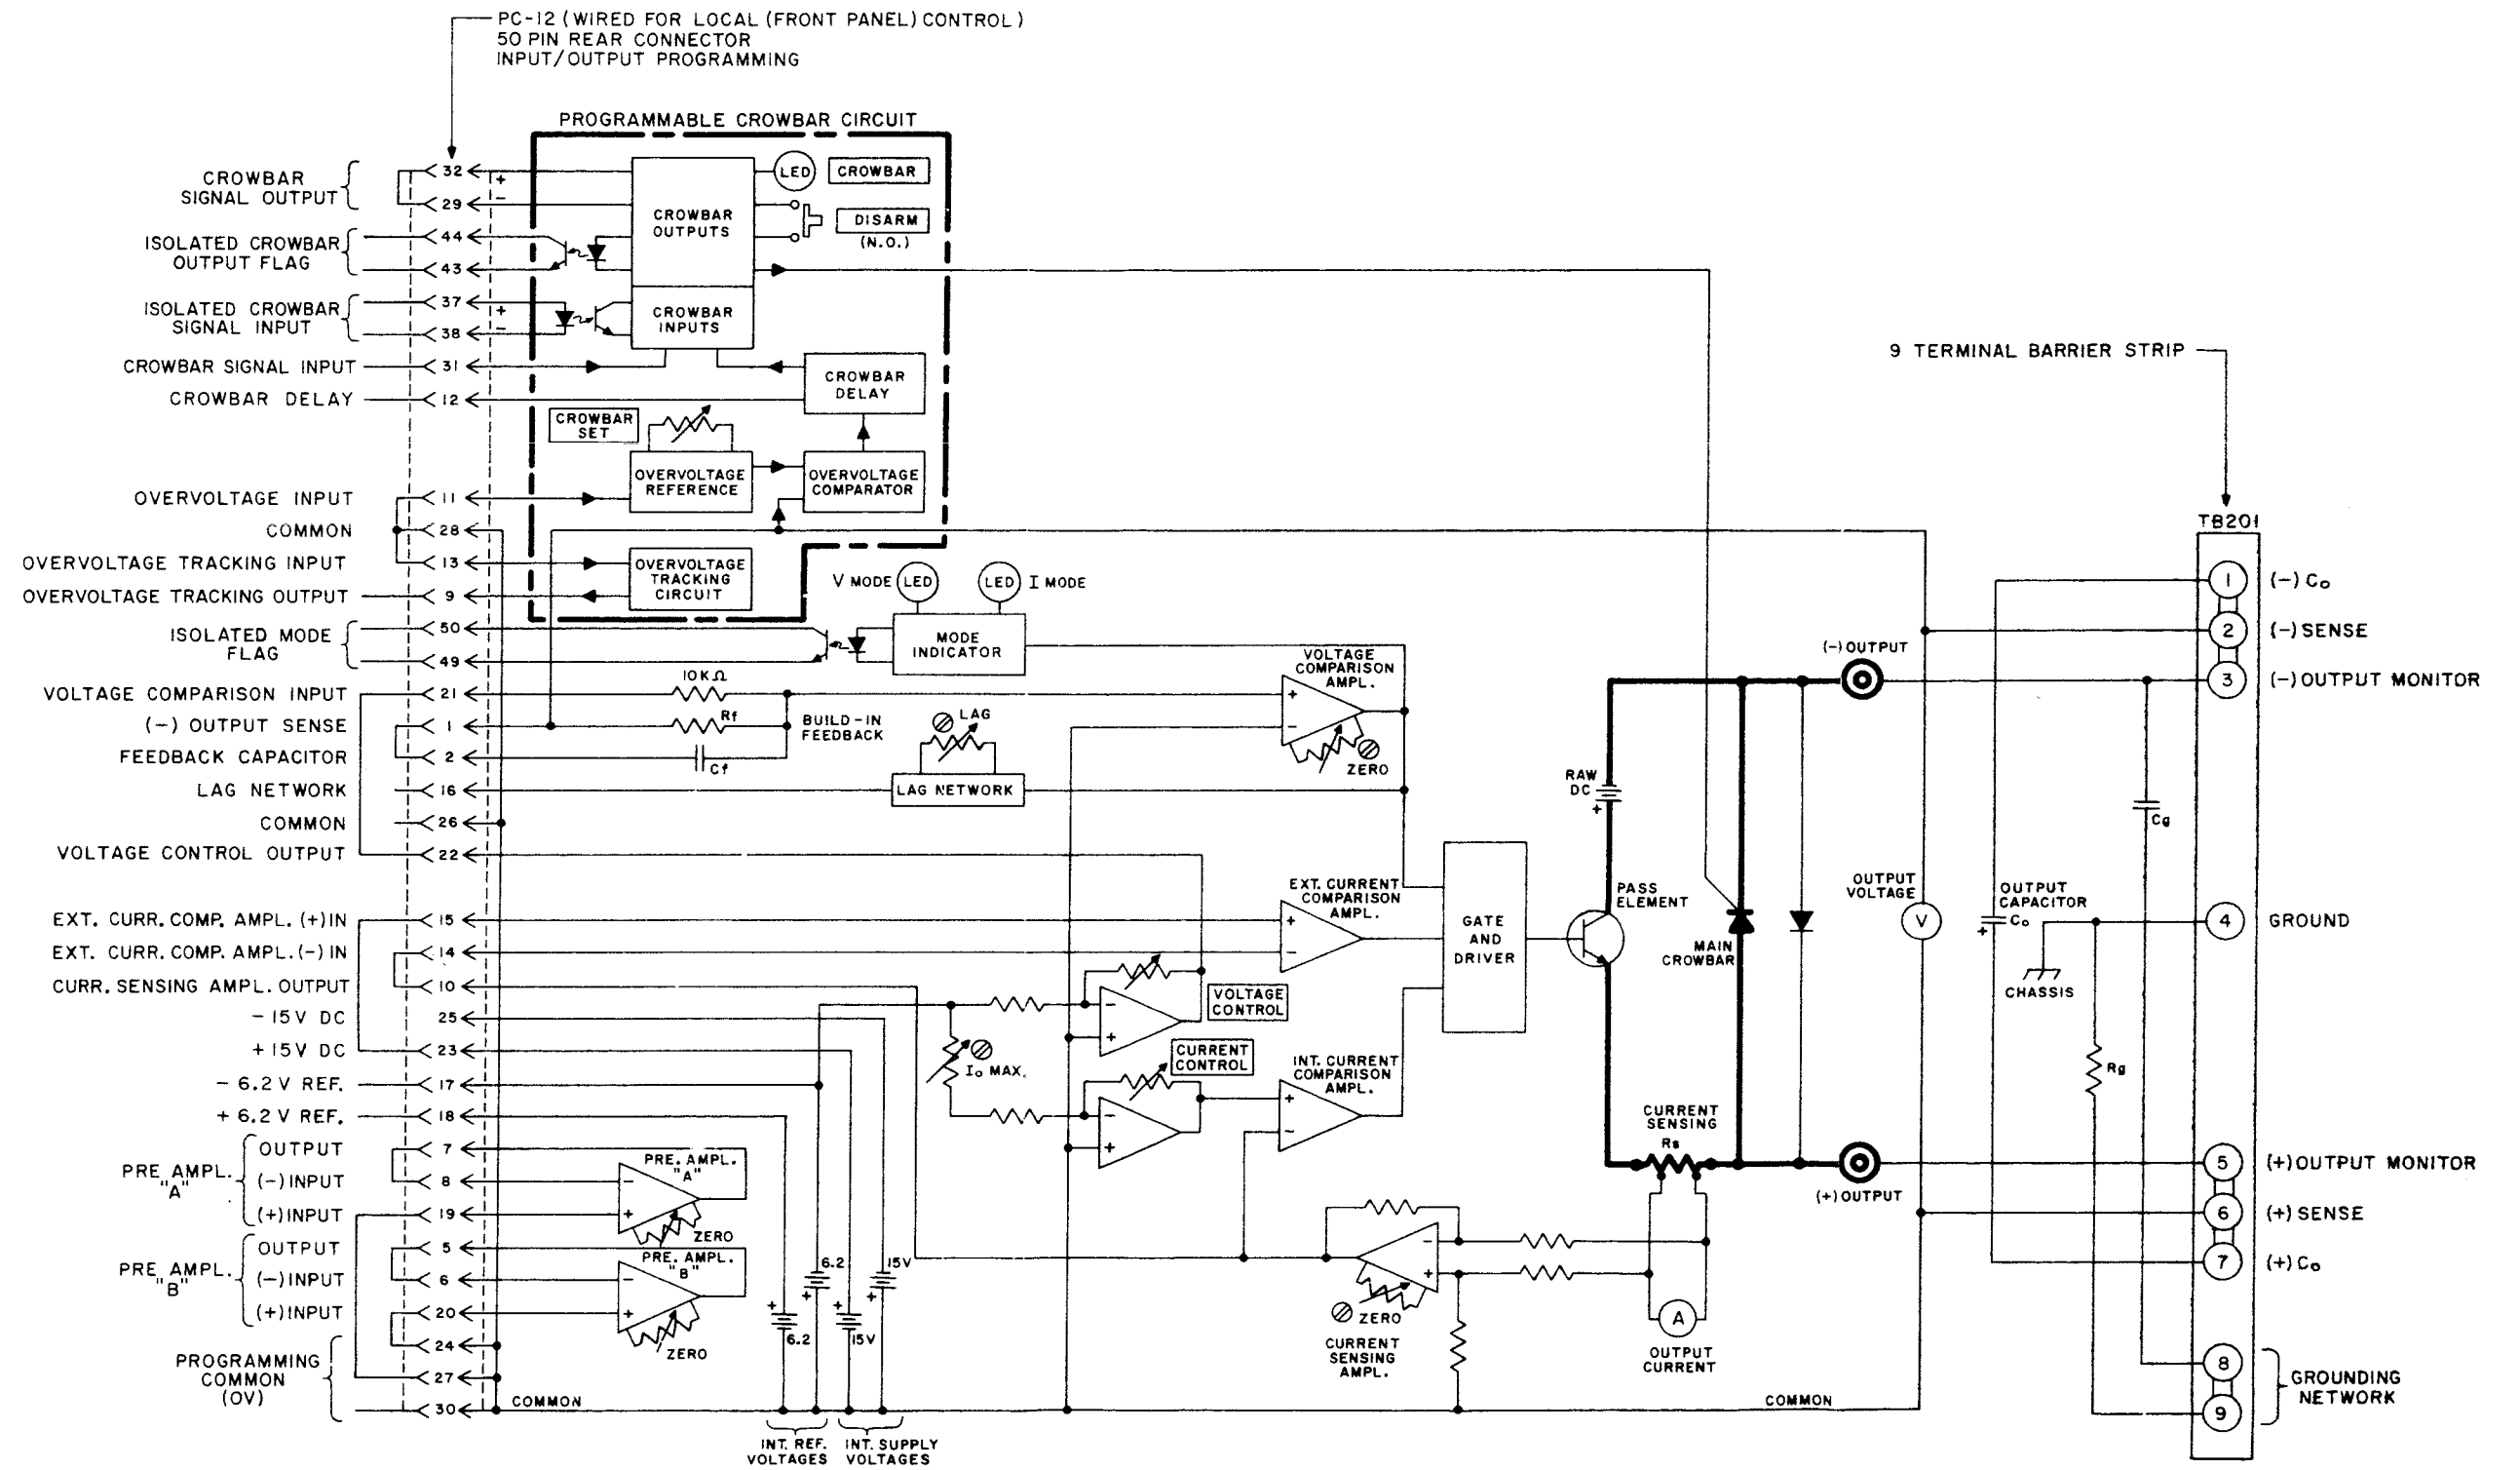 PC-12 (WIRED FOR LOCAL (FRONT PANEL) CONTROL)
50 PIN REAR CONNECTOR
INPUT/OUTPUT PROGRAMMING
PROGRAMMABLE CROWBAR CIRCUIT
CROWBAR
SIGNAL OUTPUT
32
+
29
−
LED
CROWBAR
CROWBAR
OUTPUTS
DISARM
(N.O.)
ISOLATED CROWBAR
OUTPUT FLAG
44
43
ISOLATED CROWBAR
SIGNAL INPUT
37
+
38
−
CROWBAR
INPUTS
CROWBAR SIGNAL INPUT
31
CROWBAR
DELAY
CROWBAR DELAY
12
CROWBAR
SET
OVERVOLTAGE
REFERENCE
OVERVOLTAGE
COMPARATOR
OVERVOLTAGE INPUT
11
COMMON
28
OVERVOLTAGE TRACKING INPUT
13
OVERVOLTAGE
TRACKING
CIRCUIT
OVERVOLTAGE TRACKING OUTPUT
9
V MODE
LED
LED
I MODE
ISOLATED MODE
FLAG
50
49
MODE
INDICATOR
VOLTAGE COMPARISON INPUT
21
10KΩ
(-) OUTPUT SENSE
1
Rf
BUILD-IN
FEEDBACK
FEEDBACK CAPACITOR
2
Cf
LAG
LAG NETWORK
16
LAG NETWORK
COMMON
26
VOLTAGE CONTROL OUTPUT
22
VOLTAGE
COMPARISON
AMPL.
+
−
ZERO
EXT. CURR. COMP. AMPL. (+) IN
15
EXT. CURR. COMP. AMPL. (-) IN
14
CURR. SENSING AMPL. OUTPUT
10
EXT. CURRENT
COMPARISON
AMPL.
+
−
GATE
AND
DRIVER
- 15V DC
25
+ 15V DC
23
- 6.2 V REF.
17
+ 6.2 V REF.
18
VOLTAGE
CONTROL
−
+
Io MAX.
CURRENT
CONTROL
−
+
INT. CURRENT
COMPARISON
AMPL.
+
−
PRE. AMPL.
"A"
OUTPUT
7
(-) INPUT
8
(+) INPUT
19
PRE. AMPL.
"A"
−
+
ZERO
PRE. AMPL.
"B"
OUTPUT
5
(-) INPUT
6
(+) INPUT
20
PRE. AMPL.
"B"
−
+
ZERO
PROGRAMMING
COMMON
(OV)
24
27
30
COMMON
6.2
+
15V
+
+
6.2
+
15V
INT. REF.
VOLTAGES
INT. SUPPLY
VOLTAGES
RAW
DC
+
PASS
ELEMENT
MAIN
CROWBAR
CURRENT
SENSING
Rs
−
+
ZERO
CURRENT
SENSING
AMPL.
A
OUTPUT
CURRENT
COMMON
(-) OUTPUT
(+) OUTPUT
OUTPUT
VOLTAGE
V
OUTPUT
CAPACITOR
Co
+
CHASSIS
Cg
Rg
9 TERMINAL BARRIER STRIP
TB201
1
(-) Co
2
(-) SENSE
3
(-) OUTPUT MONITOR
4
GROUND
5
(+) OUTPUT MONITOR
6
(+) SENSE
7
(+) Co
8
9
GROUNDING
NETWORK